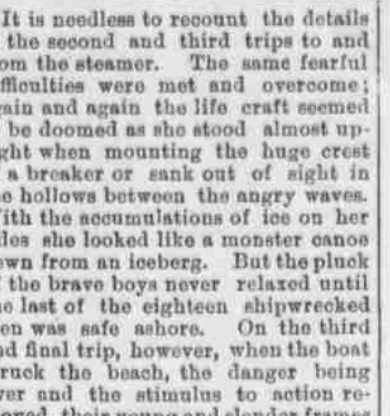 It is needless to recount the details
the second and third trips to and
om the steamer. The same fearful
fficulties were met and overcome;
ain and again the life craft seemed
be doomed as she stood almost up-
ght when mounting the huge crest
a breaker or sank out of sight in
e hollows between the angry waves.
ith the accumulations of ice on her
des she looked like a monster canoe
wn from an iceberg. But the pluck
the brave boys never relaxed until
e last of the eighteen shipwrecked
en was safe ashore. On the third
d final trip, however, when the boat
ruck the beach, the danger being
ver and the stimulus to action re-
oved, their young and slender frames